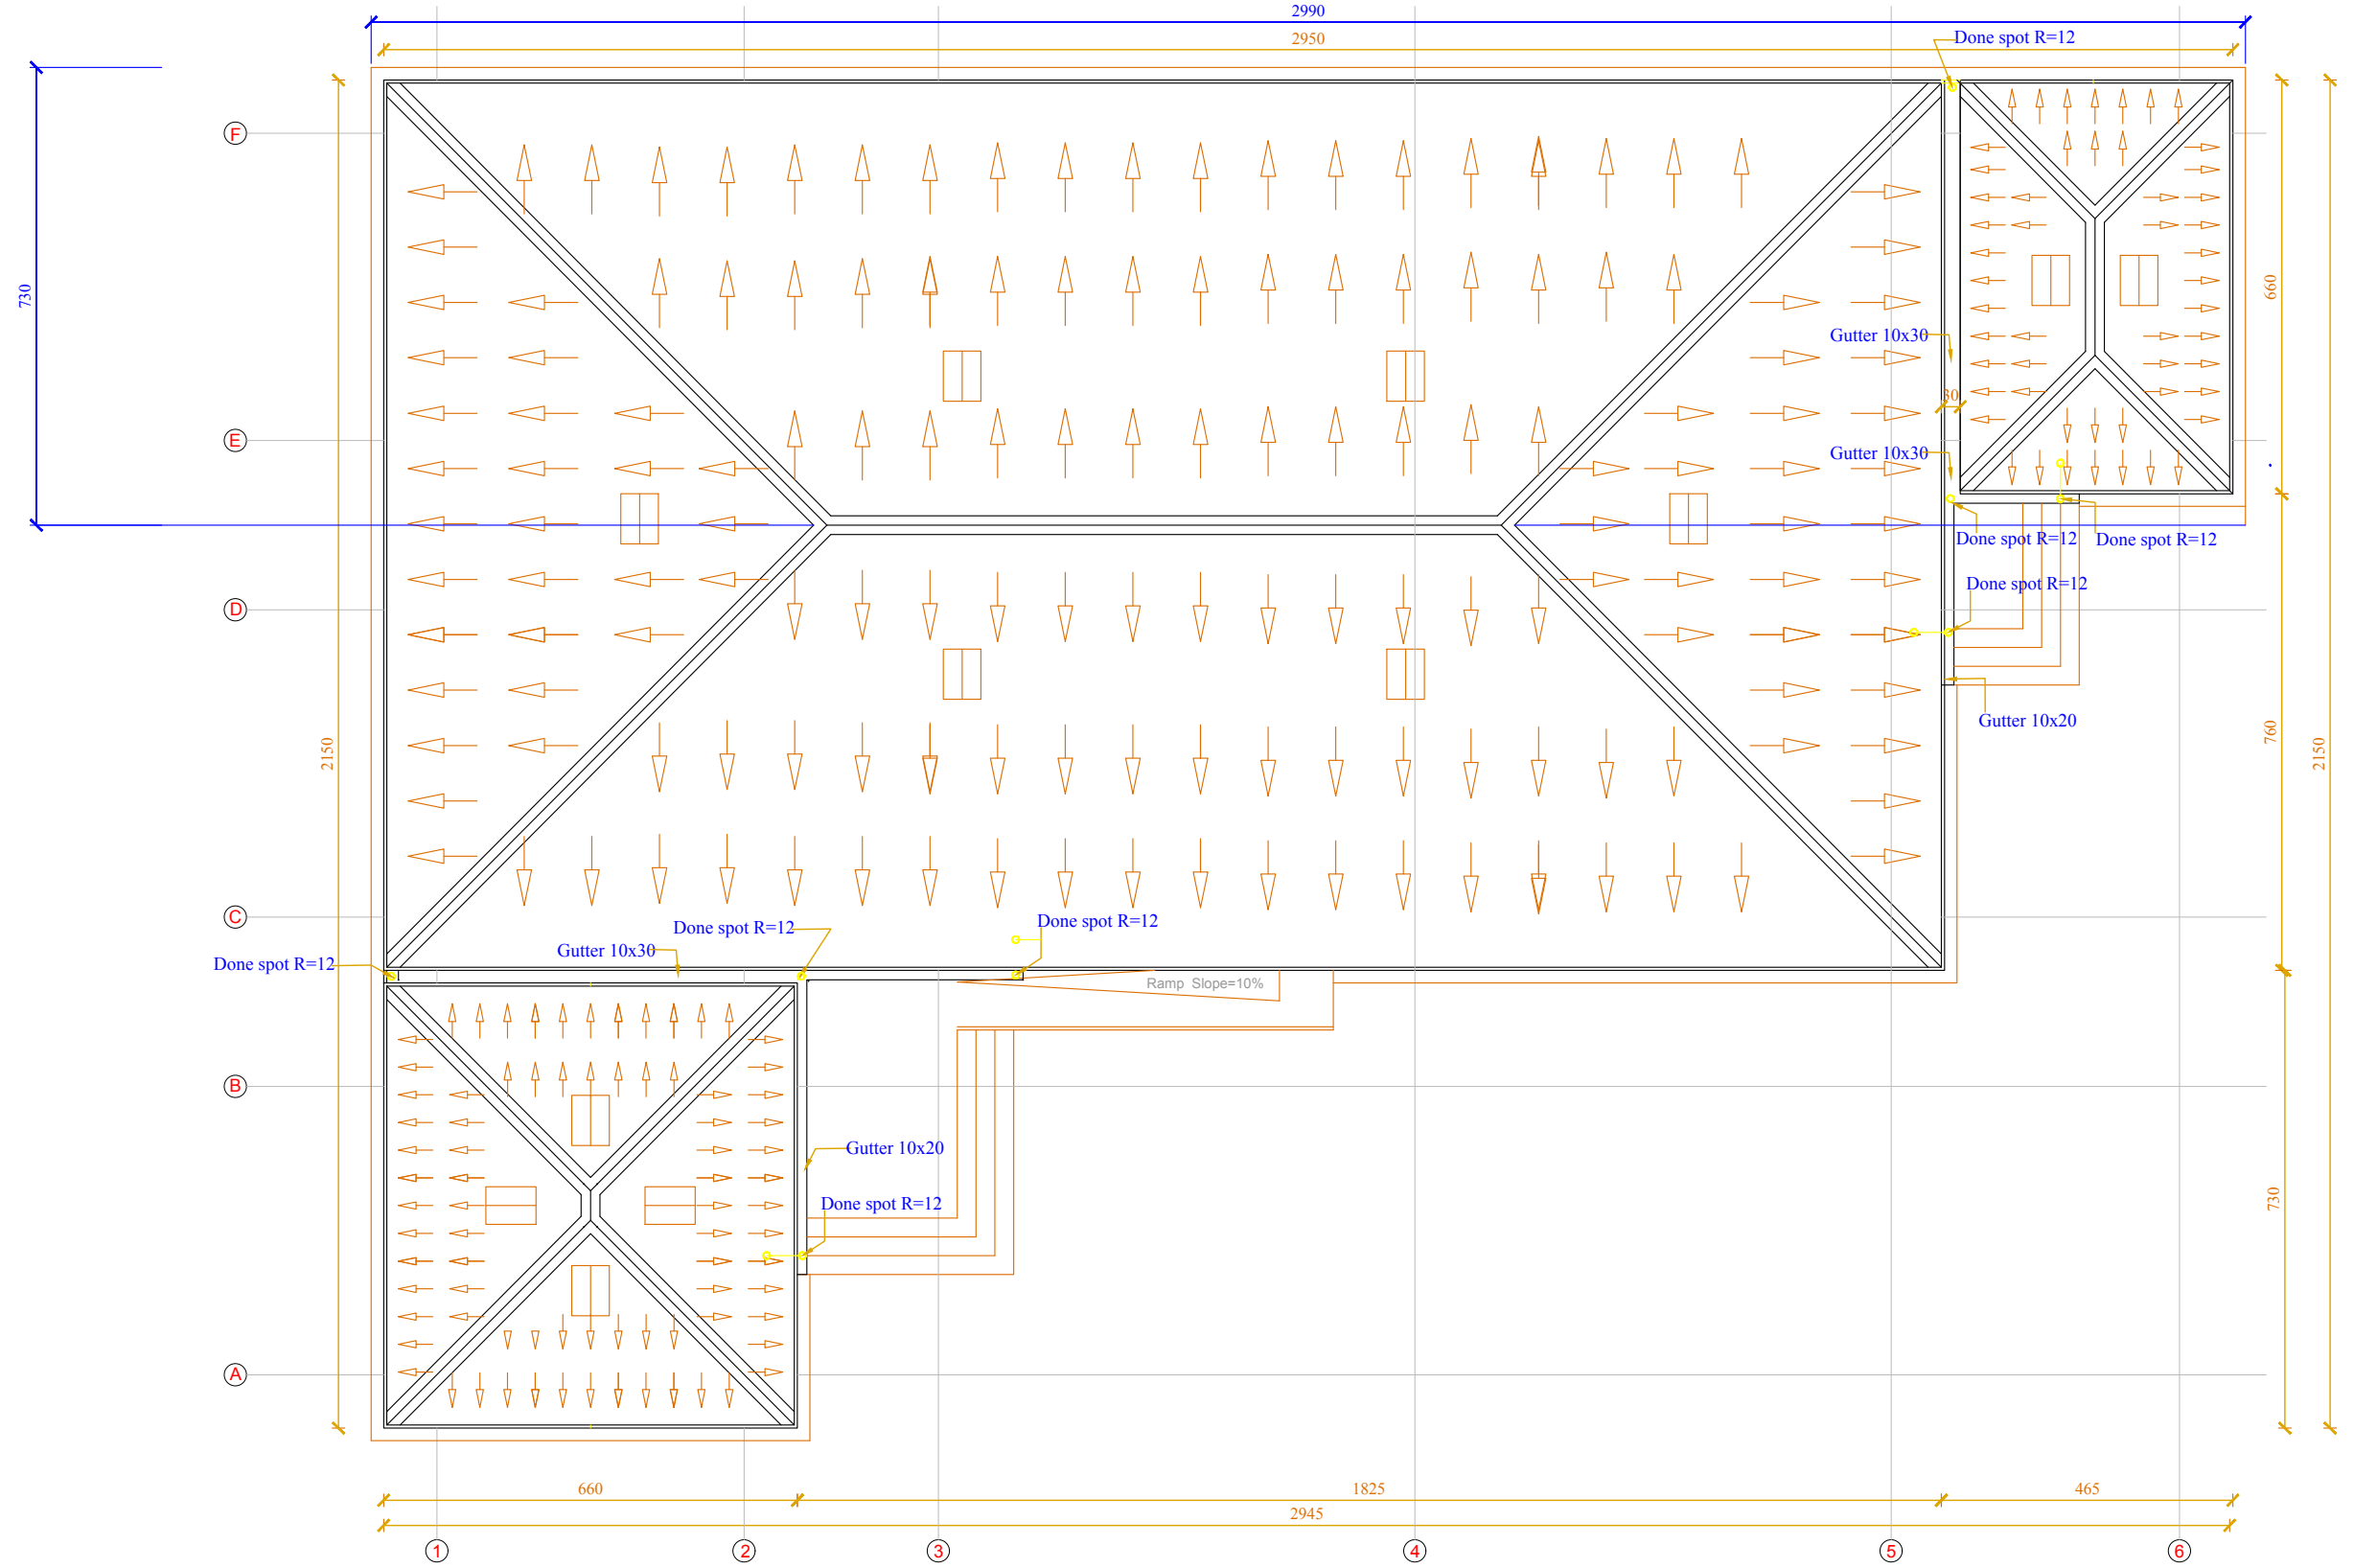 2990
2950
Done spot R=12
F
730
660
Gutter 10x30
30
E
Gutter 10x30
Done spot R=12
Done spot R=12
Done spot R=12
D
Gutter 10x20
2150
760
2150
C
Done spot R=12
Done spot R=12
Gutter 10x30
Done spot R=12
Ramp Slope=10%
B
Gutter 10x20
Done spot R=12
730
A
660
1825
465
2945
1
2
3
4
5
6